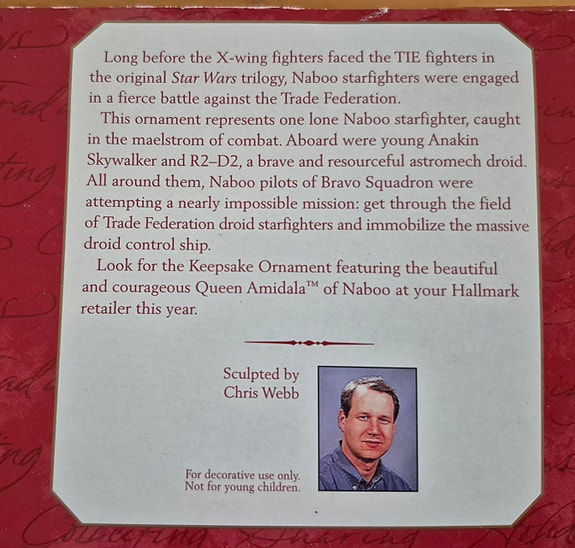 Long before the X-wing fighters faced the TIE fighters in
the original Star Wars trilogy, Naboo starfighters were engaged
in a fierce battle against the Trade Federation.
This ornament represents one lone Naboo starfighter, caught
in the maelstrom of combat. Aboard were young Anakin
Skywalker and R2–D2, a brave and resourceful astromech droid.
All around them, Naboo pilots of Bravo Squadron were
attempting a nearly impossible mission: get through the field
of Trade Federation droid starfighters and immobilize the massive
droid control ship.
Look for the Keepsake Ornament featuring the beautiful
and courageous Queen Amidala™ of Naboo at your Hallmark
retailer this year.
Sculpted by
Chris Webb
For decorative use only.
Not for young children.
Sharing